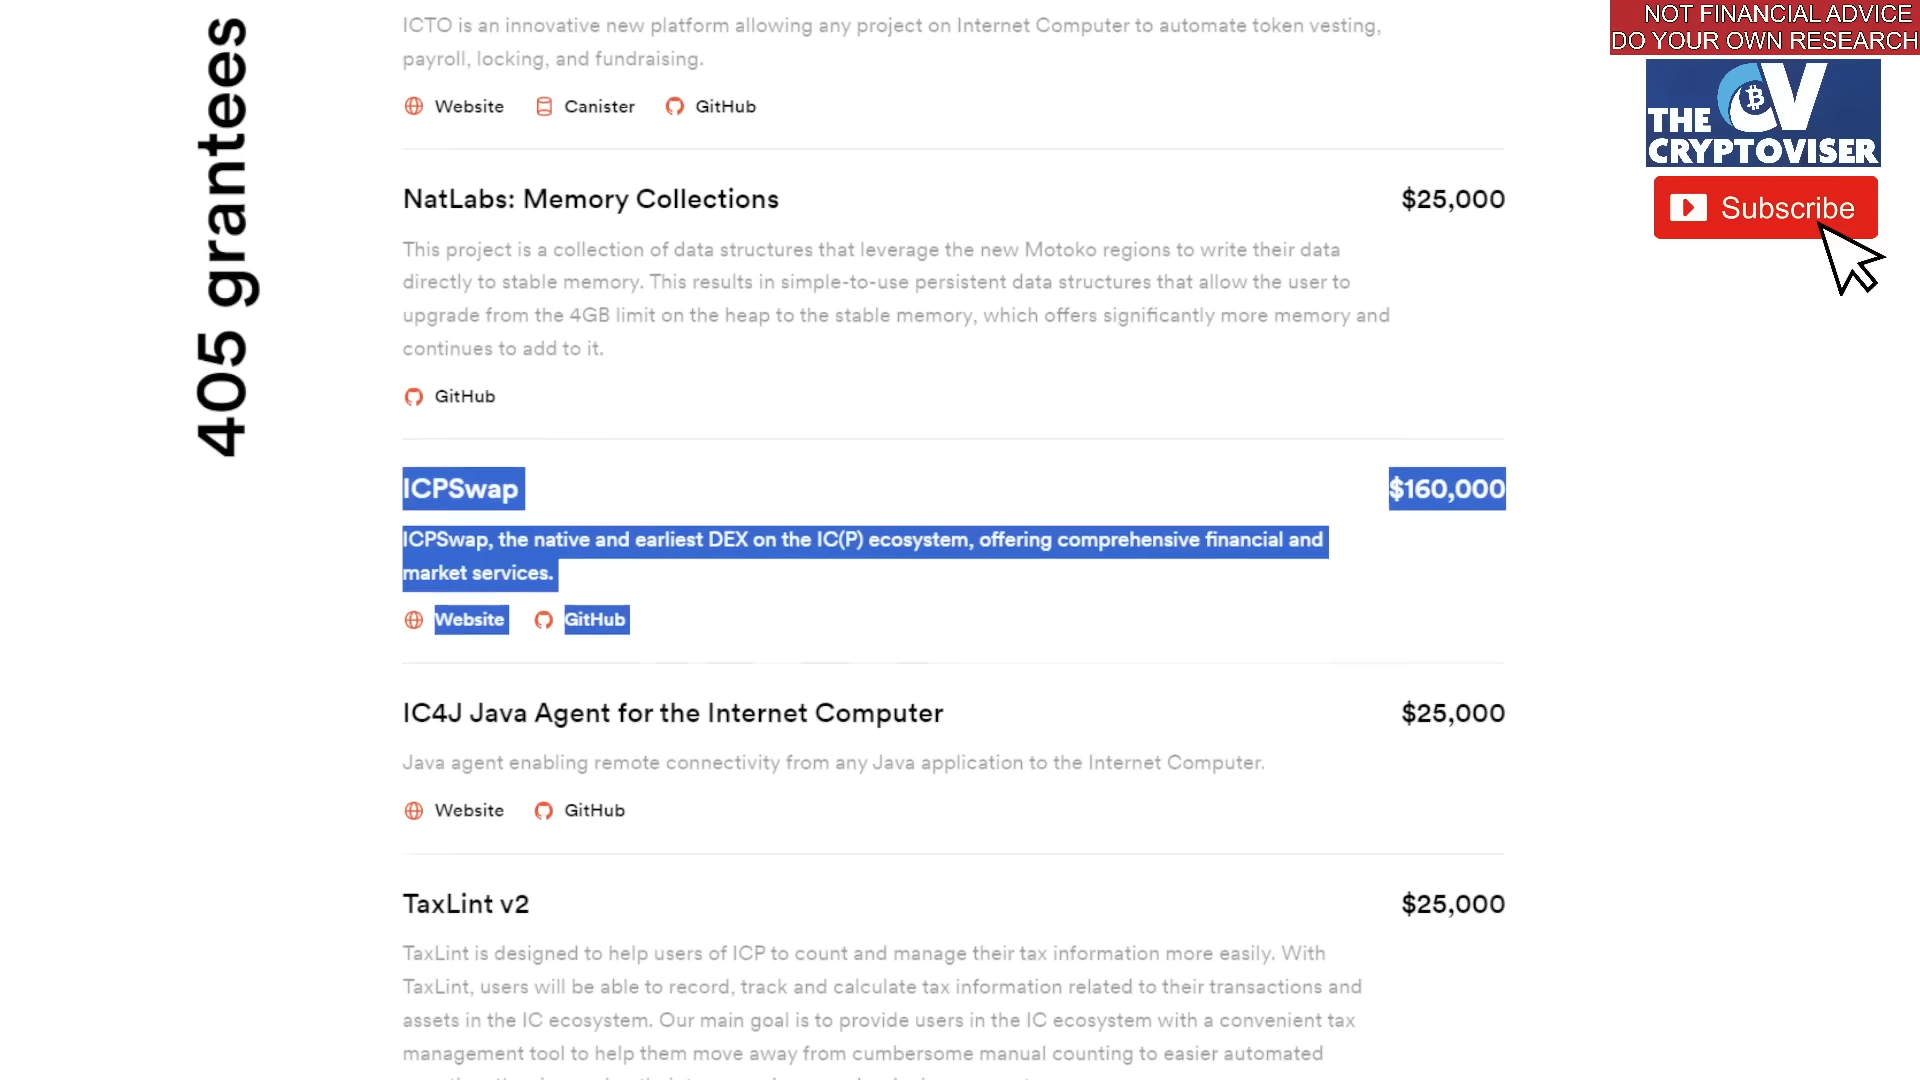 405 grantees
ICTO is an innovative new platform allowing any project on Internet Computer to automate token vesting,
payroll, locking, and fundraising.
Website Canister GitHub
NatLabs: Memory Collections $25,000
This project is a collection of data structures that leverage the new Motoko regions to write their data
directly to stable memory. This results in simple-to-use persistent data structures that allow the user to
upgrade from the 4GB limit on the heap to the stable memory, which offers significantly more memory and
continues to add to it.
GitHub
ICPSwap $160,000
ICPSwap, the native and earliest DEX on the IC(P) ecosystem, offering comprehensive financial and
market services.
Website GitHub
IC4J Java Agent for the Internet Computer $25,000
Java agent enabling remote connectivity from any Java application to the Internet Computer.
Website GitHub
TaxLint v2 $25,000
TaxLint is designed to help users of ICP to count and manage their tax information more easily. With
TaxLint, users will be able to record, track and calculate tax information related to their transactions and
assets in the IC ecosystem. Our main goal is to provide users in the IC ecosystem with a convenient tax
management tool to help them move away from cumbersome manual counting to easier automated
NOT FINANCIAL ADVICE
DO YOUR OWN RESEARCH
THE CV
CRYPTOVISER
Subscribe